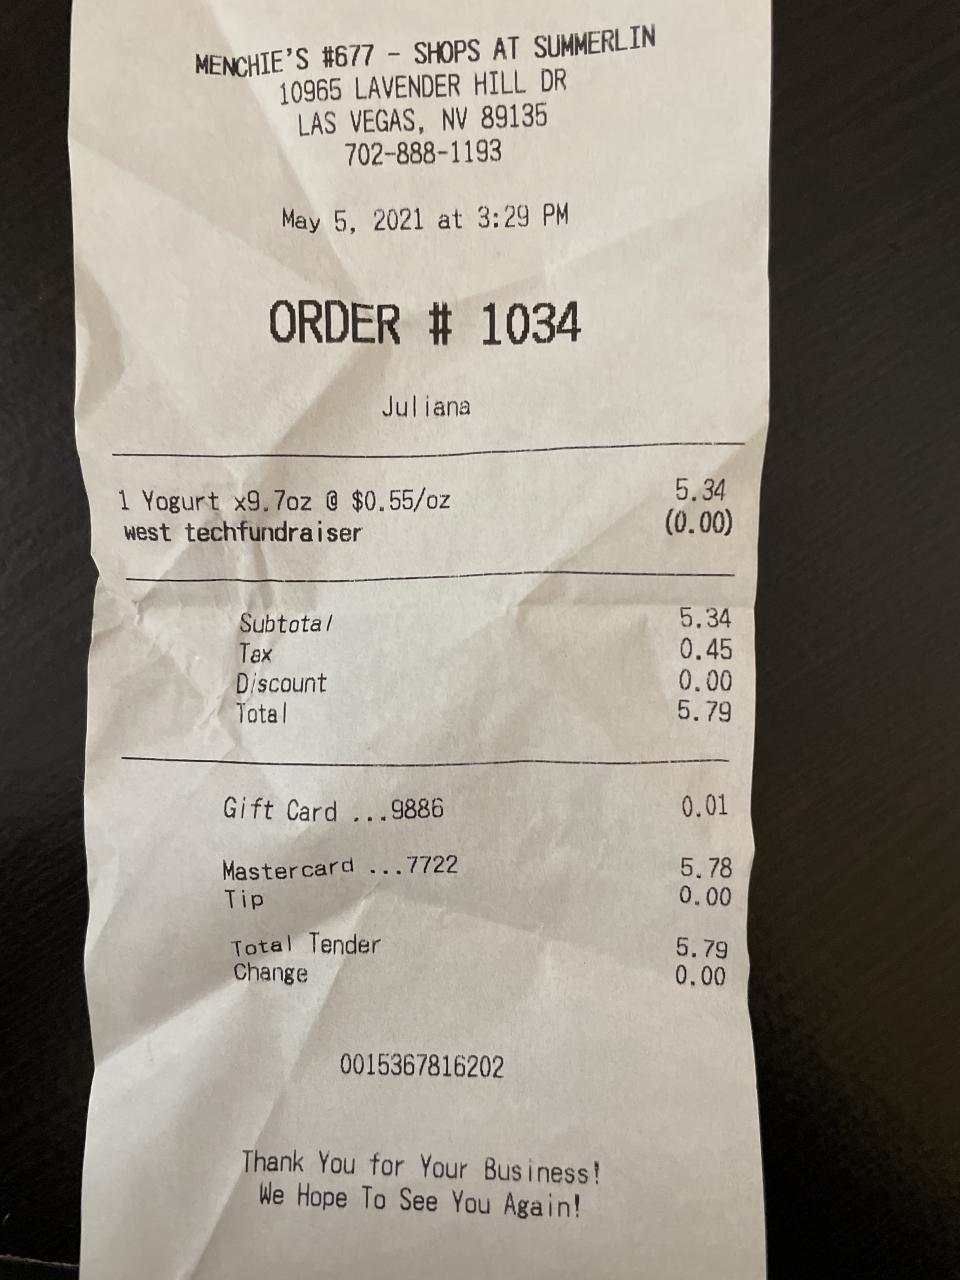 MENCHIE'S #677 - SHOPS AT SUMMERLIN
10965 LAVENDER HILL DR
LAS VEGAS, NV 89135
702-888-1193
May 5, 2021 at 3:29 PM
ORDER # 1034
Juliana
1 Yogurt x9.7oz @ $0.55/oz 5.34
west techfundraiser (0.00)
Subtotal 5.34
Tax 0.45
Discount 0.00
Total 5.79
Gift Card ...9886 0.01
Mastercard ...7722 5.78
Tip 0.00
Total Tender 5.79
Change 0.00
0015367816202
Thank You for Your Business!
We Hope To See You Again!